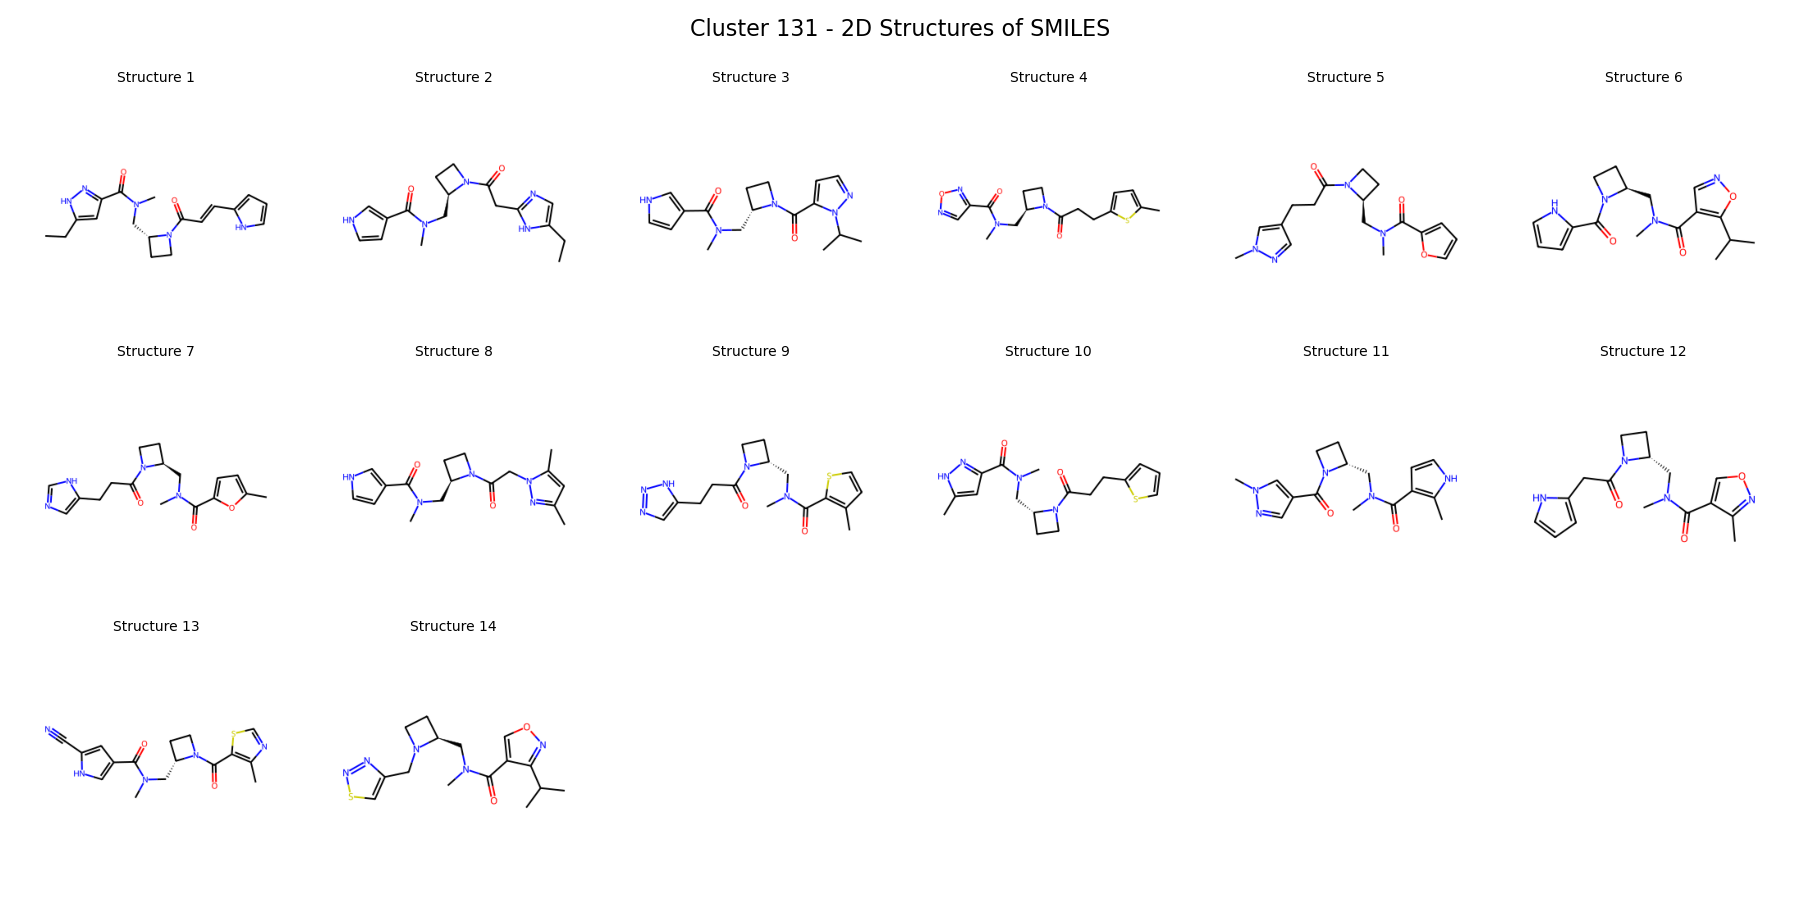 Cluster 131 - 2D Structures of SMILES
Structure 1
Structure 2
Structure 3
Structure 4
Structure 5
Structure 6
Structure 7
Structure 8
Structure 9
Structure 10
Structure 11
Structure 12
Structure 13
Structure 14